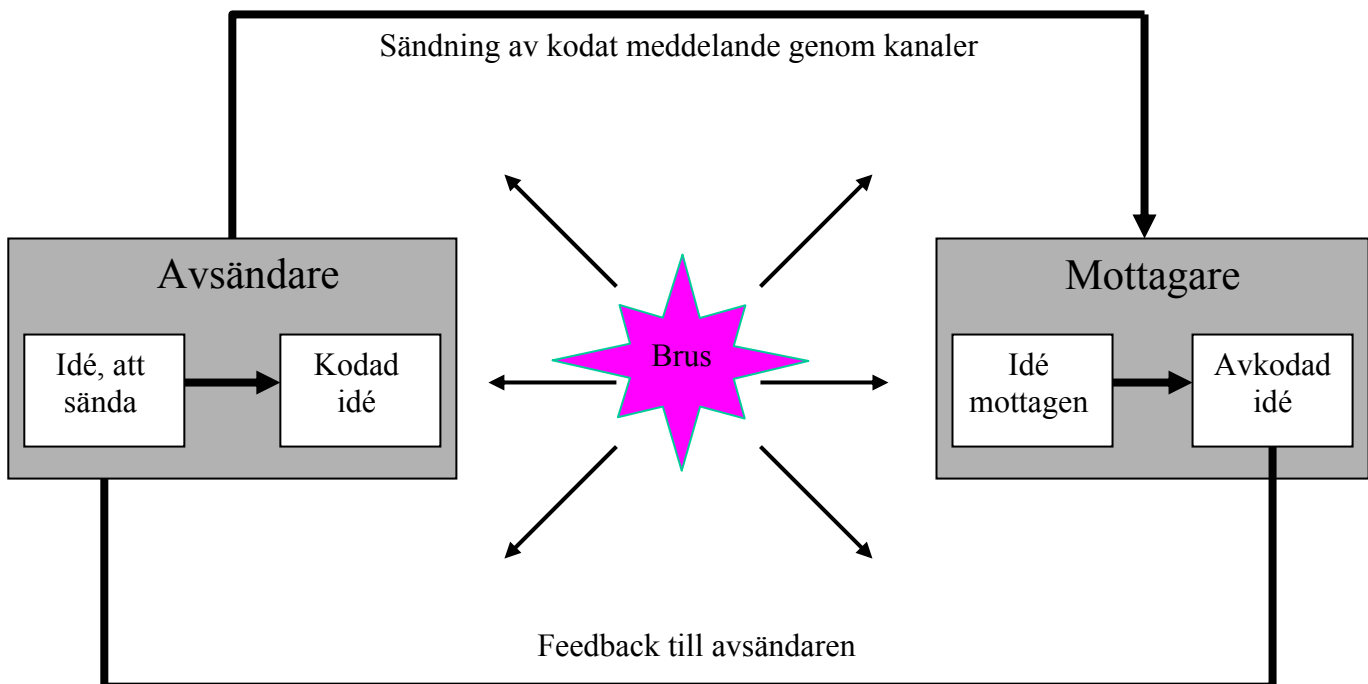 Sändning av kodat meddelande genom kanaler
Avsändare
Idé, att
sända
Kodad
idé
Brus
Mottagare
Idé
mottagen
Avkodad
idé
Feedback till avsändaren